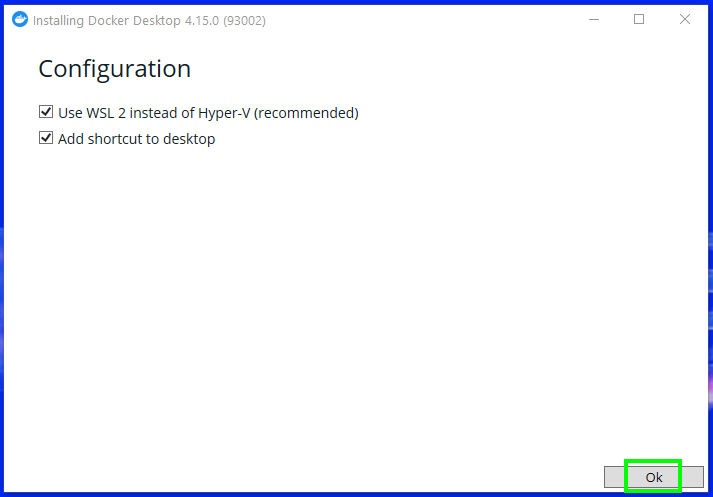 Installing Docker Desktop 4.15.0 (93002)
Configuration
Use WSL 2 instead of Hyper-V (recommended)
Add shortcut to desktop
Ok